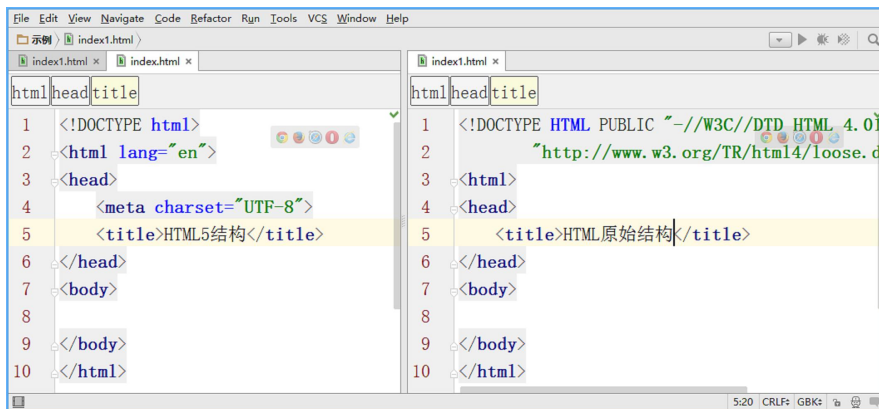 File Edit View Navigate Code Refactor Run Tools VCS Window Help
示例 index1.html
index1.html × index.html ×
html head title
1 <!DOCTYPE html>
2 <html lang="en">
3 <head>
4 <meta charset="UTF-8">
5 <title>HTML5结构</title>
6 </head>
7 <body>
8
9 </body>
10 </html>
index1.html ×
html head title
1 <!DOCTYPE HTML PUBLIC "-//W3C//DTD HTML 4.01
2 "http://www.w3.org/TR/html4/loose.d
3 <html>
4 <head>
5 <title>HTML原始结构</title>
6 </head>
7 <body>
8
9 </body>
10 </html>
5:20 CRLF÷ GBK÷